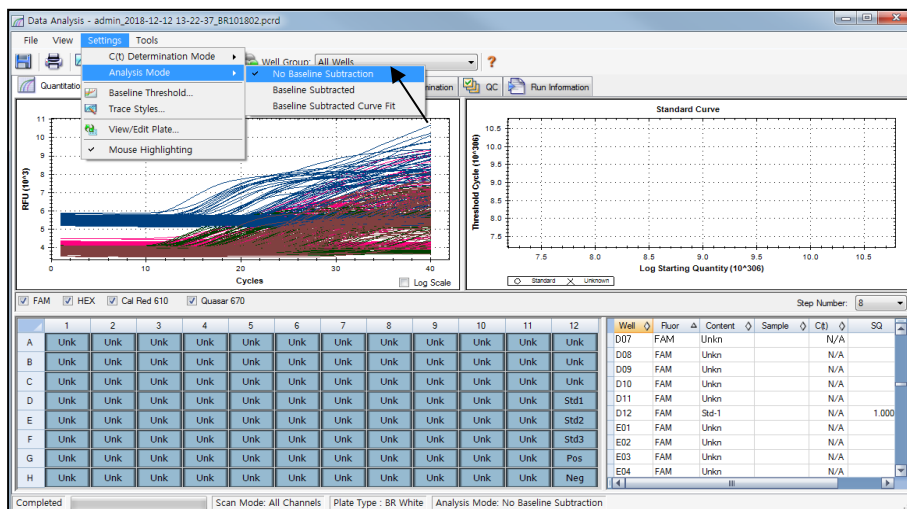 Data Analysis - admin_2018-12-12 13-22-37_BR101802.pcrd
File View Settings Tools
C(t) Determination Mode
Well Group: All Wells
?
Analysis Mode
No Baseline Subtraction
Baseline Subtracted
Baseline Subtracted Curve Fit
Baseline Threshold...
Trace Styles...
View/Edit Plate...
Mouse Highlighting
QC Run Information
11
10
9
8
7
6
5
4
RFU (10^3)
0 10 20 30 40
Cycles
Log Scale
Standard Curve
10.5
10.0
9.5
9.0
8.5
8.0
7.5
Threshold Cycle (10^306)
7.5 8.0 8.5 9.0 9.5 10.0 10.5
Log Starting Quantity (10^306)
Standard Unknown
FAM HEX Cal Red 610 Quasar 670
Step Number: 8
1 2 3 4 5 6 7 8 9 10 11 12
A Unk Unk Unk Unk Unk Unk Unk Unk Unk Unk Unk Unk
B Unk Unk Unk Unk Unk Unk Unk Unk Unk Unk Unk Unk
C Unk Unk Unk Unk Unk Unk Unk Unk Unk Unk Unk Unk
D Unk Unk Unk Unk Unk Unk Unk Unk Unk Unk Unk Std1
E Unk Unk Unk Unk Unk Unk Unk Unk Unk Unk Unk Std2
F Unk Unk Unk Unk Unk Unk Unk Unk Unk Unk Unk Std3
G Unk Unk Unk Unk Unk Unk Unk Unk Unk Unk Unk Pos
H Unk Unk Unk Unk Unk Unk Unk Unk Unk Unk Unk Neg
Well Fluor Content Sample C(t) SQ
D07 FAM Unkn N/A
D08 FAM Unkn N/A
D09 FAM Unkn N/A
D10 FAM Unkn N/A
D11 FAM Unkn N/A
D12 FAM Std-1 N/A 1.000
E01 FAM Unkn N/A
E02 FAM Unkn N/A
E03 FAM Unkn N/A
E04 FAM Unkn N/A
Completed Scan Mode: All Channels Plate Type : BR White Analysis Mode: No Baseline Subtraction